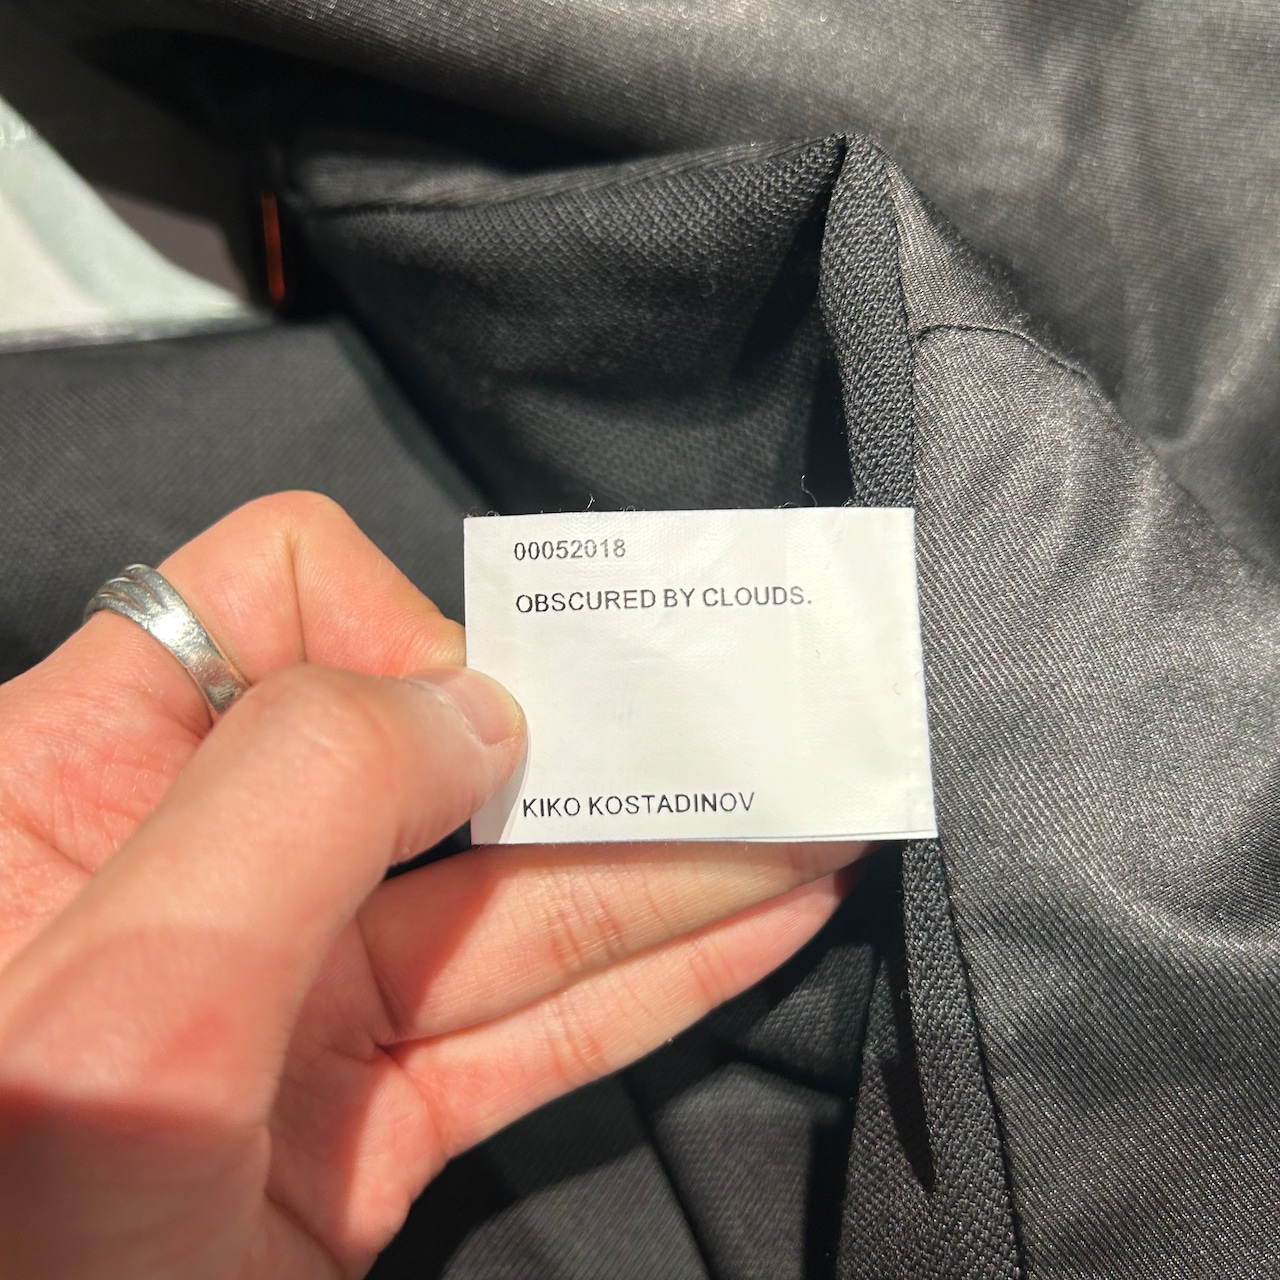 00052018
OBSCURED BY CLOUDS.
KIKO KOSTADINOV